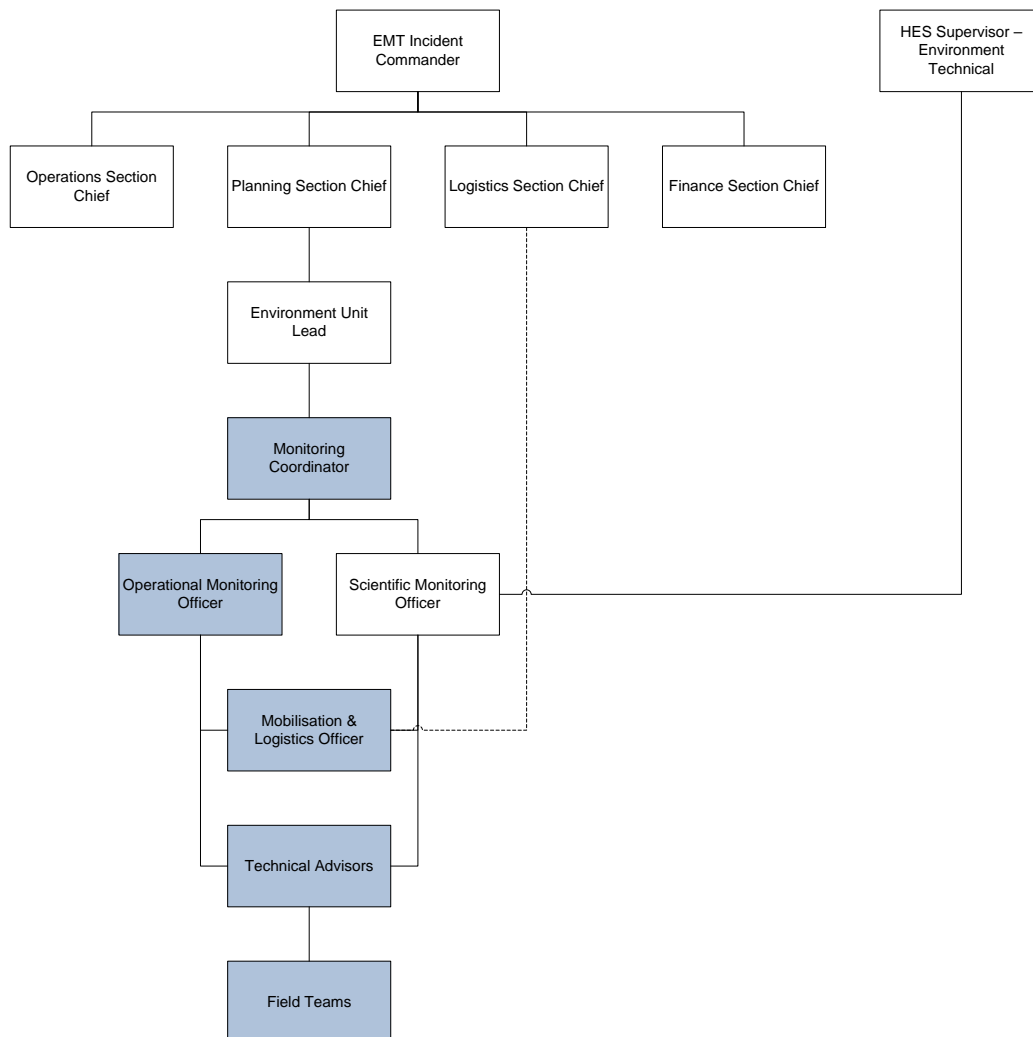 EMT Incident
Commander
HES Supervisor –
Environment
Technical
Operations Section
Chief
Planning Section Chief
Logistics Section Chief
Finance Section Chief
Environment Unit
Lead
Monitoring
Coordinator
Operational Monitoring
Officer
Scientific Monitoring
Officer
Mobilisation &
Logistics Officer
Technical Advisors
Field Teams